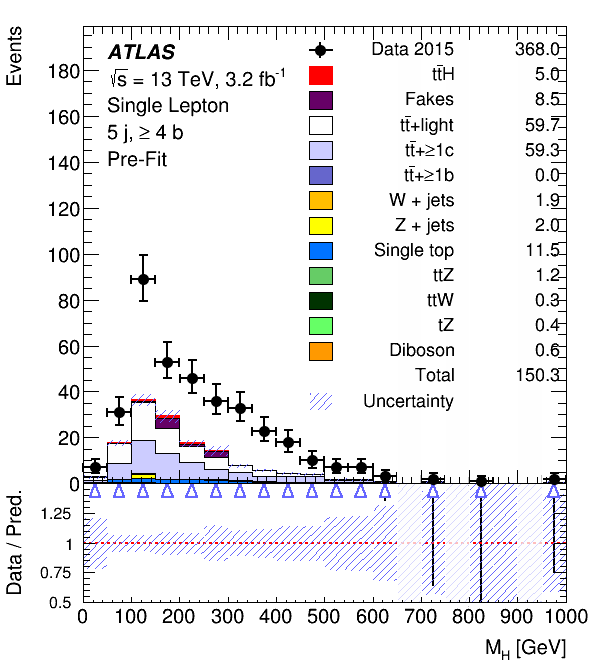 Events
180
160
140
120
100
80
60
40
20
0
ATLAS
√s = 13 TeV, 3.2 fb⁻¹
Single Lepton
5 j, ≥ 4 b
Pre-Fit
Data 2015 368.0
tt̄H 5.0
Fakes 8.5
tt̄+light 59.7
tt̄+≥1c 59.3
tt̄+≥1b 0.0
W + jets 1.9
Z + jets 2.0
Single top 11.5
ttZ 1.2
ttW 0.3
tZ 0.4
Diboson 0.6
Total 150.3
Uncertainty
Data / Pred.
1.25
1
0.75
0.5
0 100 200 300 400 500 600 700 800 900 1000
M_H [GeV]